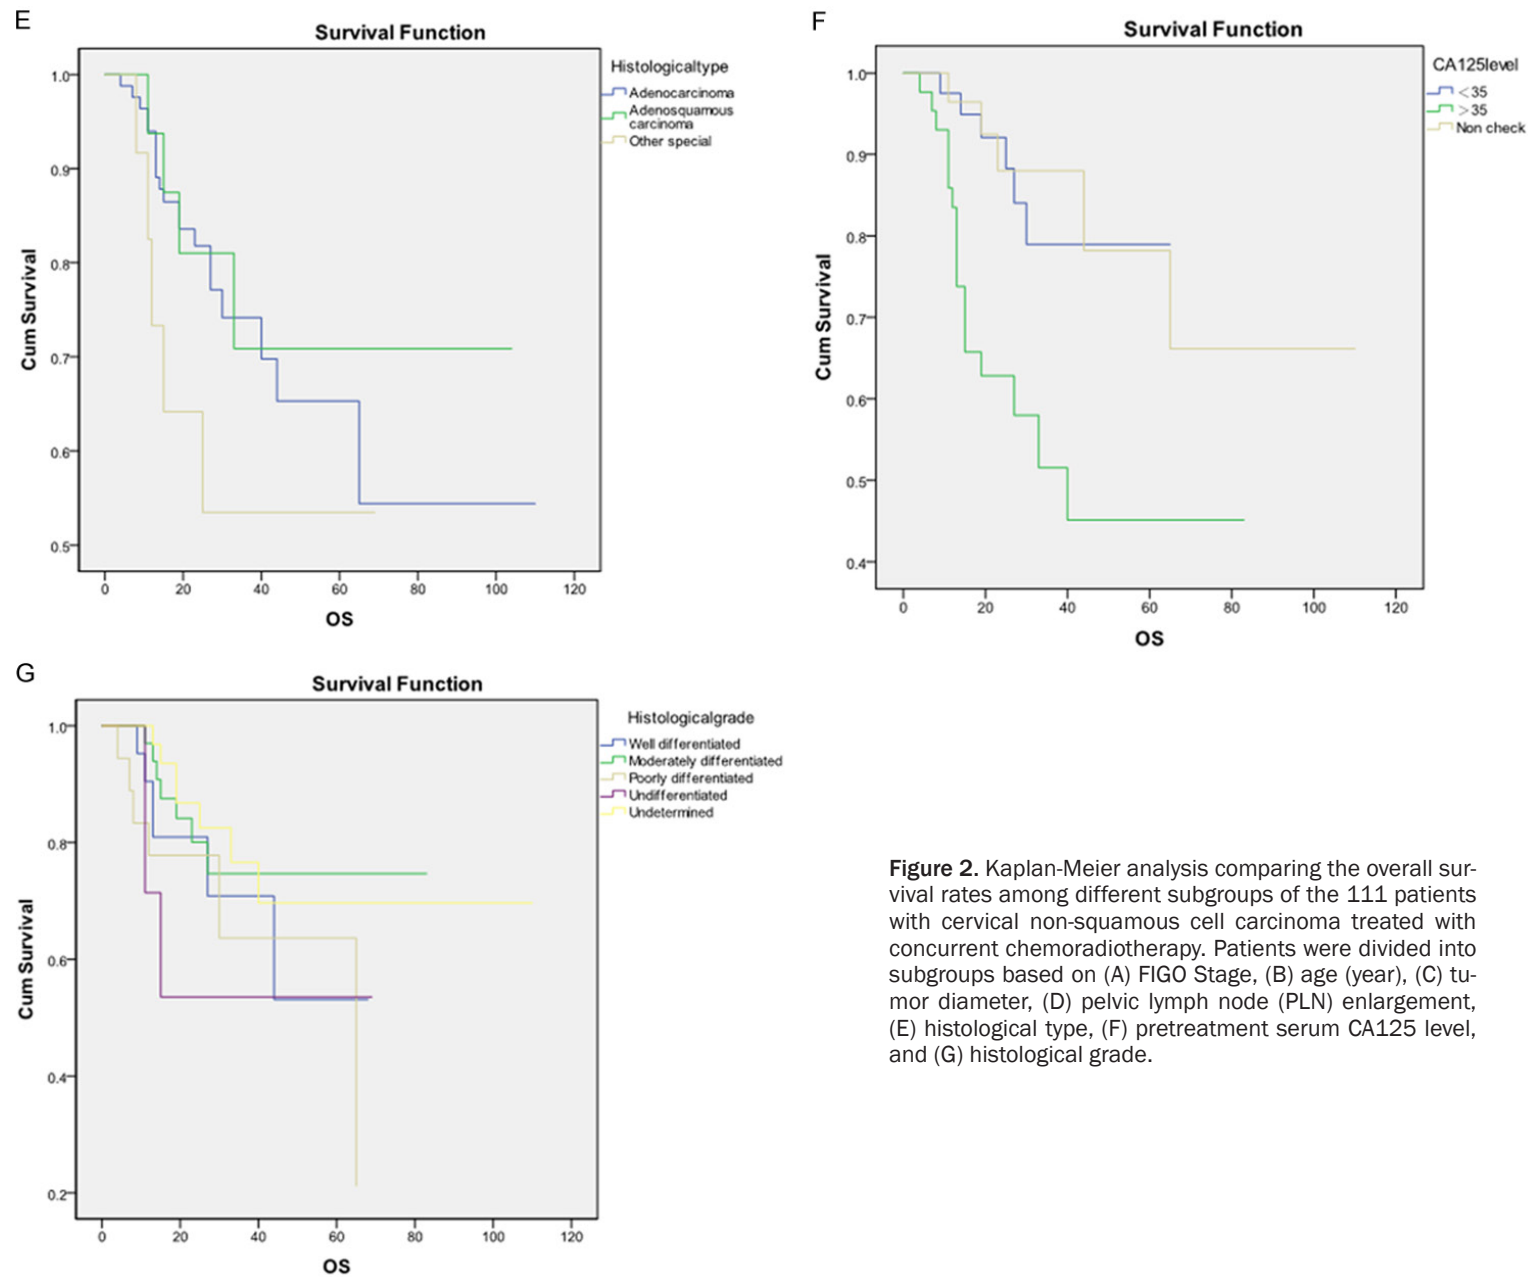 E
Survival Function
Histologicaltype
Adenocarcinoma
Adenosquamous
carcinoma
Other special
1.0
0.9
0.8
0.7
0.6
0.5
Cum Survival
0 20 40 60 80 100 120
OS
F
Survival Function
CA125level
<35
>35
Non check
1.0
0.9
0.8
0.7
0.6
0.5
0.4
Cum Survival
0 20 40 60 80 100 120
OS
G
Survival Function
Histologicalgrade
Well differentiated
Moderately differentiated
Poorly differentiated
Undifferentiated
Undetermined
1.0
0.8
0.6
0.4
0.2
Cum Survival
0 20 40 60 80 100 120
OS
Figure 2. Kaplan-Meier analysis comparing the overall sur-
vival rates among different subgroups of the 111 patients
with cervical non-squamous cell carcinoma treated with
concurrent chemoradiotherapy. Patients were divided into
subgroups based on (A) FIGO Stage, (B) age (year), (C) tu-
mor diameter, (D) pelvic lymph node (PLN) enlargement,
(E) histological type, (F) pretreatment serum CA125 level,
and (G) histological grade.